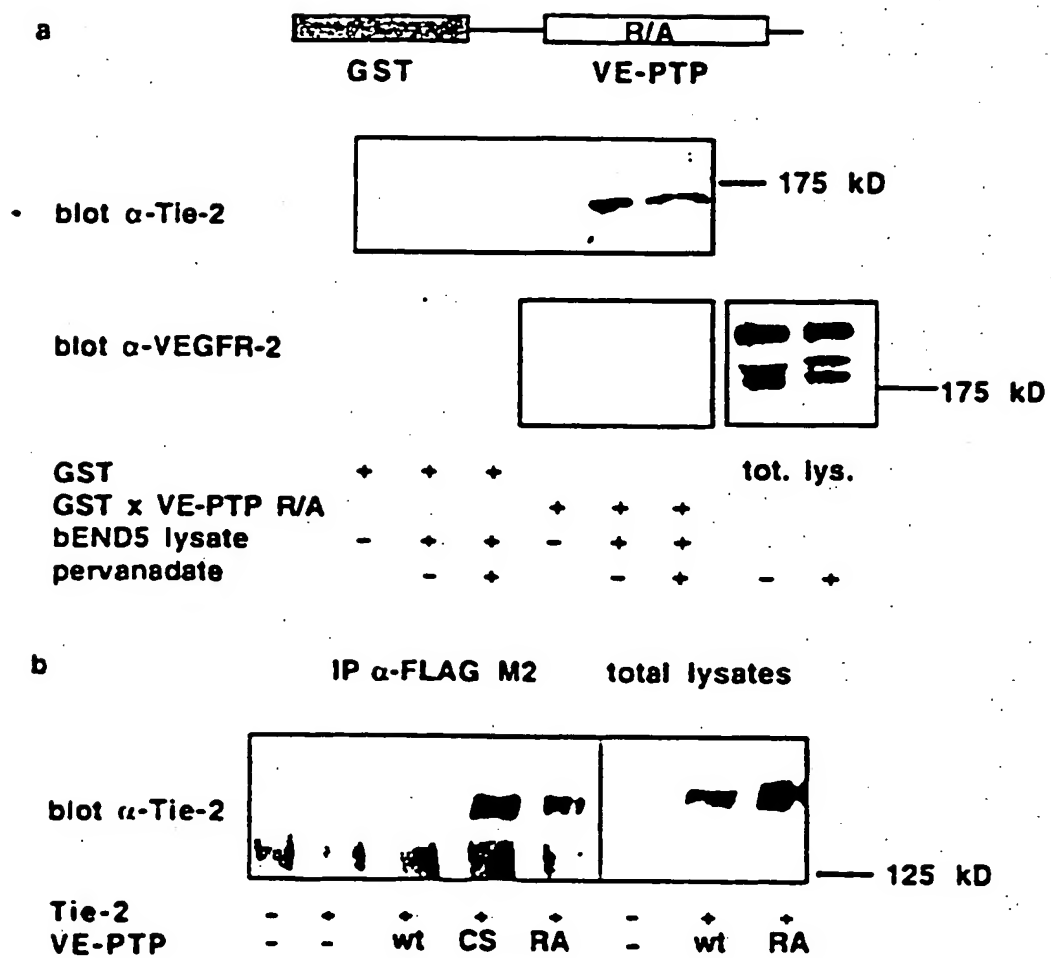 a
R/A
GST VE-PTP
blot α-Tie-2
175 kD
blot α-VEGFR-2
175 kD
GST + + + tot. lys.
GST x VE-PTP R/A + + +
bEND5 lysate - + + - + +
pervanadate - + - + - +
b
IP α-FLAG M2 total lysates
blot α-Tie-2
125 kD
Tie-2 - + + + + - + +
VE-PTP - - wt CS RA - wt RA